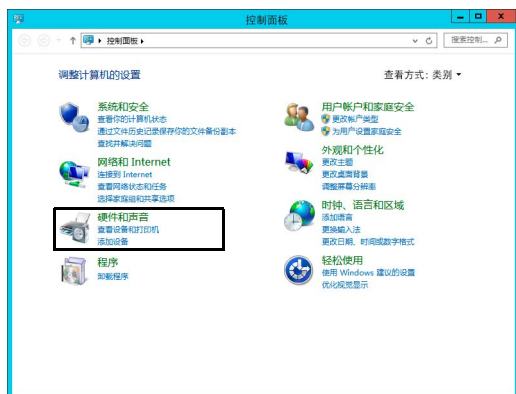 控制面板
控制面板
搜索控制...
调整计算机的设置
查看方式: 类别
系统和安全
查看你的计算机状态
通过文件历史记录保存你的文件备份副本
查找并解决问题
网络和 Internet
连接到 Internet
查看网络状态和任务
选择家庭组和共享选项
硬件和声音
查看设备和打印机
添加设备
程序
卸载程序
用户帐户和家庭安全
更改帐户类型
为用户设置家庭安全
外观和个性化
更改主题
更改桌面背景
调整屏幕分辨率
时钟、语言和区域
添加语言
更换输入法
更改日期、时间或数字格式
轻松使用
使用 Windows 建议的设置
优化视觉显示